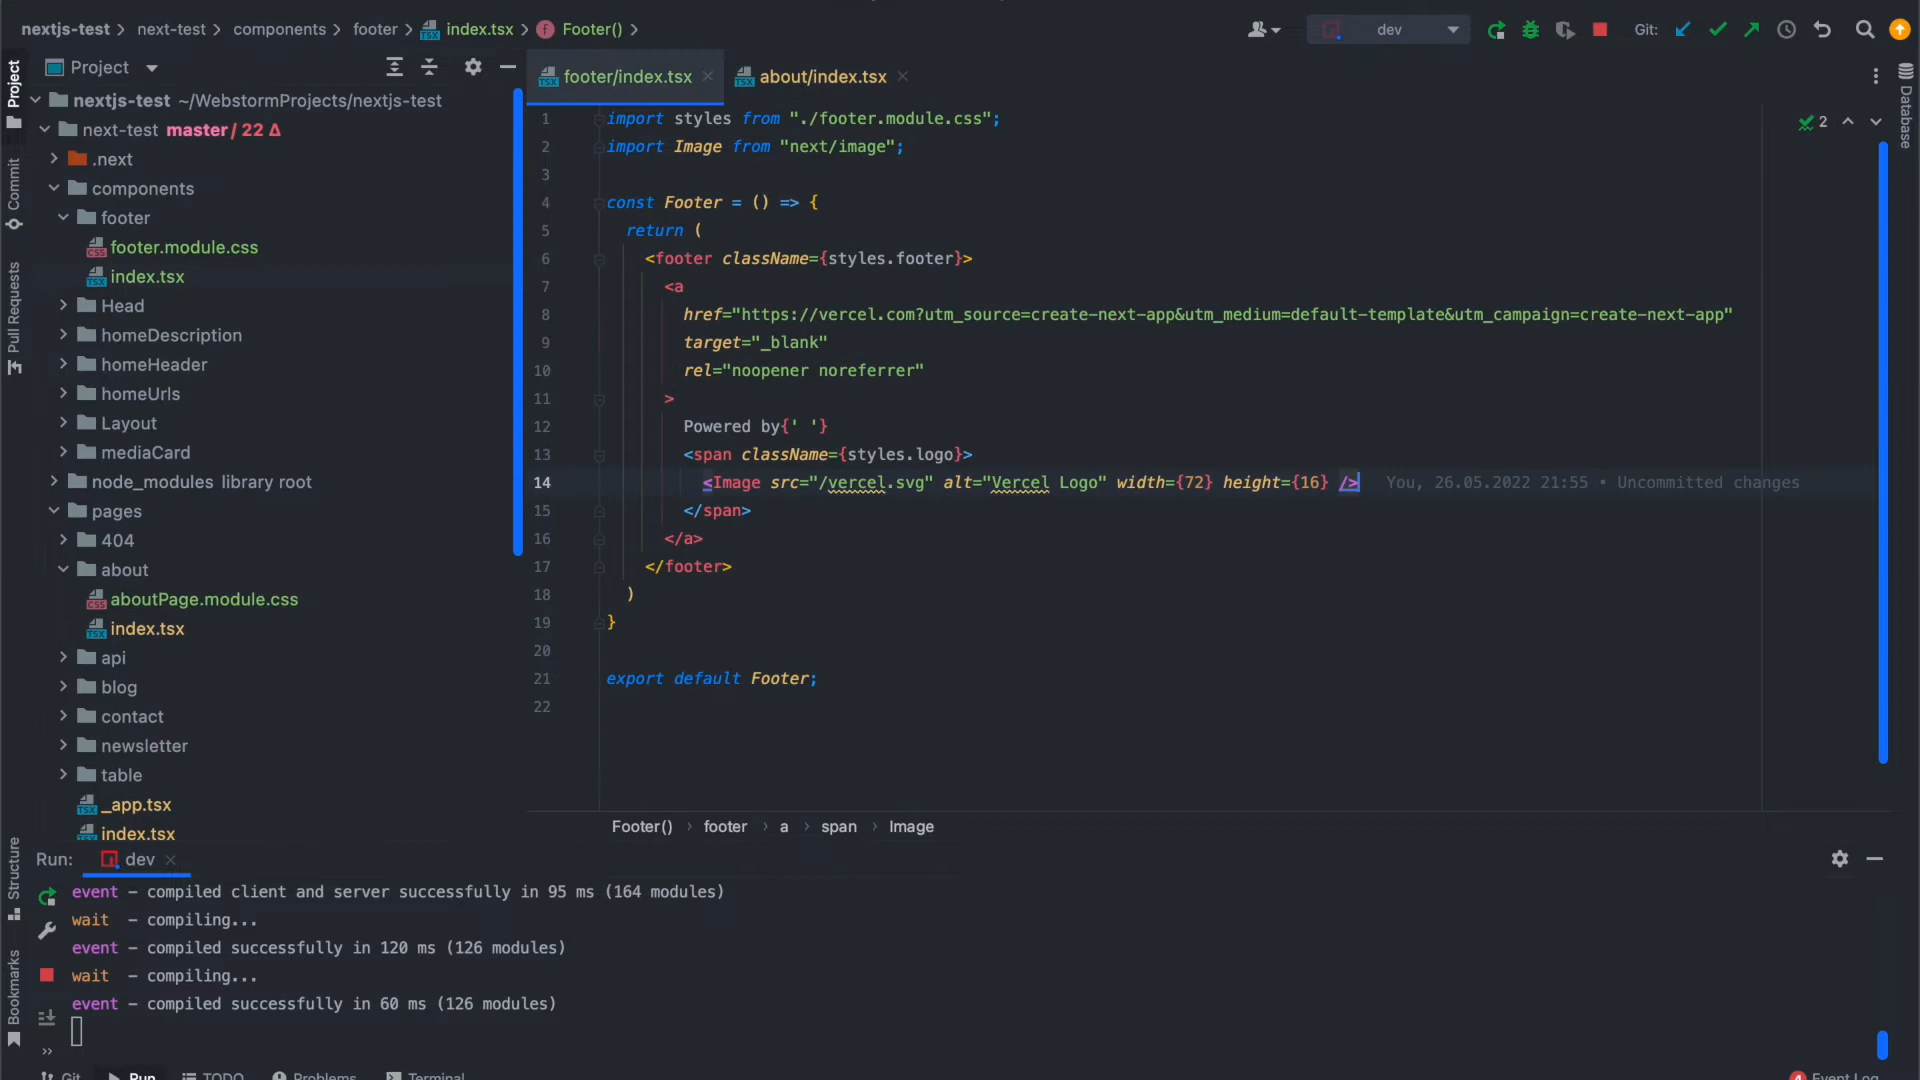 nextjs-test › next-test › components › footer › index.tsx › f Footer() ›
dev
Git:
Project
Commit
Pull Requests
Structure
Bookmarks
Database
Project
nextjs-test ~/WebstormProjects/nextjs-test
next-test master / 22 Δ
.next
components
footer
footer.module.css
index.tsx
Head
homeDescription
homeHeader
homeUrls
Layout
mediaCard
node_modules library root
pages
404
about
aboutPage.module.css
index.tsx
api
blog
contact
newsletter
table
_app.tsx
index.tsx
footer/index.tsx
about/index.tsx
2
1 import styles from "./footer.module.css";
2 import Image from "next/image";
3
4 const Footer = () => {
5 return (
6 <footer className={styles.footer}>
7 <a
8 href="https://vercel.com?utm_source=create-next-app&utm_medium=default-template&utm_campaign=create-next-app"
9 target="_blank"
10 rel="noopener noreferrer"
11 >
12 Powered by{' '}
13 <span className={styles.logo}>
14 <Image src="/vercel.svg" alt="Vercel Logo" width={72} height={16} /> You, 26.05.2022 21:55 • Uncommitted changes
15 </span>
16 </a>
17 </footer>
18 )
19 }
20
21 export default Footer;
22
Footer() › footer › a › span › Image
Run: dev
event - compiled client and server successfully in 95 ms (164 modules)
wait - compiling...
event - compiled successfully in 120 ms (126 modules)
wait - compiling...
event - compiled successfully in 60 ms (126 modules)
Git Run TODO Problems Terminal
4 Event Log